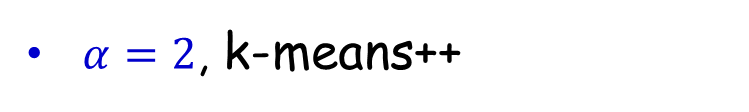 • α = 2, k-means++